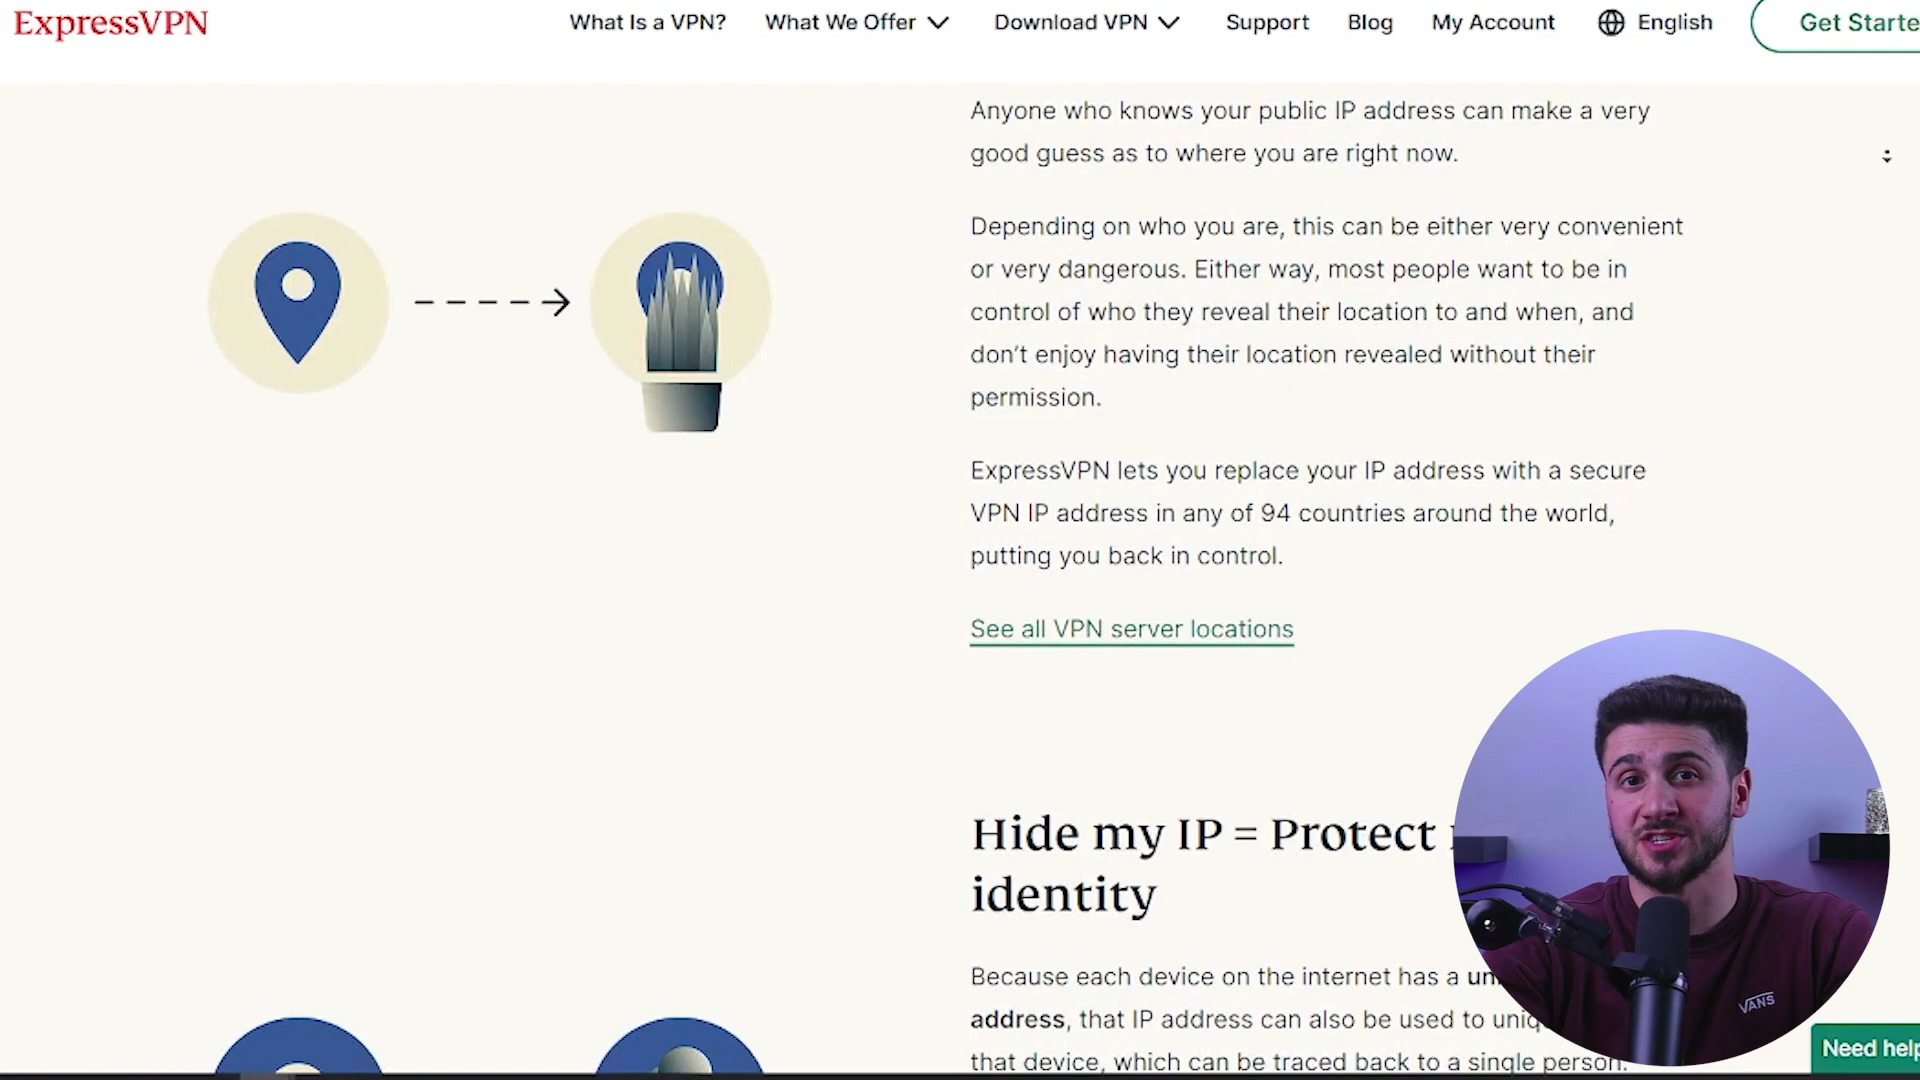 ExpressVPN
What Is a VPN? What We Offer Download VPN Support Blog My Account English Get Starte
Anyone who knows your public IP address can make a very
good guess as to where you are right now.
Depending on who you are, this can be either very convenient
or very dangerous. Either way, most people want to be in
control of who they reveal their location to and when, and
don’t enjoy having their location revealed without their
permission.
ExpressVPN lets you replace your IP address with a secure
VPN IP address in any of 94 countries around the world,
putting you back in control.
See all VPN server locations
Hide my IP = Protect
identity
Because each device on the internet has a un
address, that IP address can also be used to uniq
that device, which can be traced back to a single person.
VANS
Need help